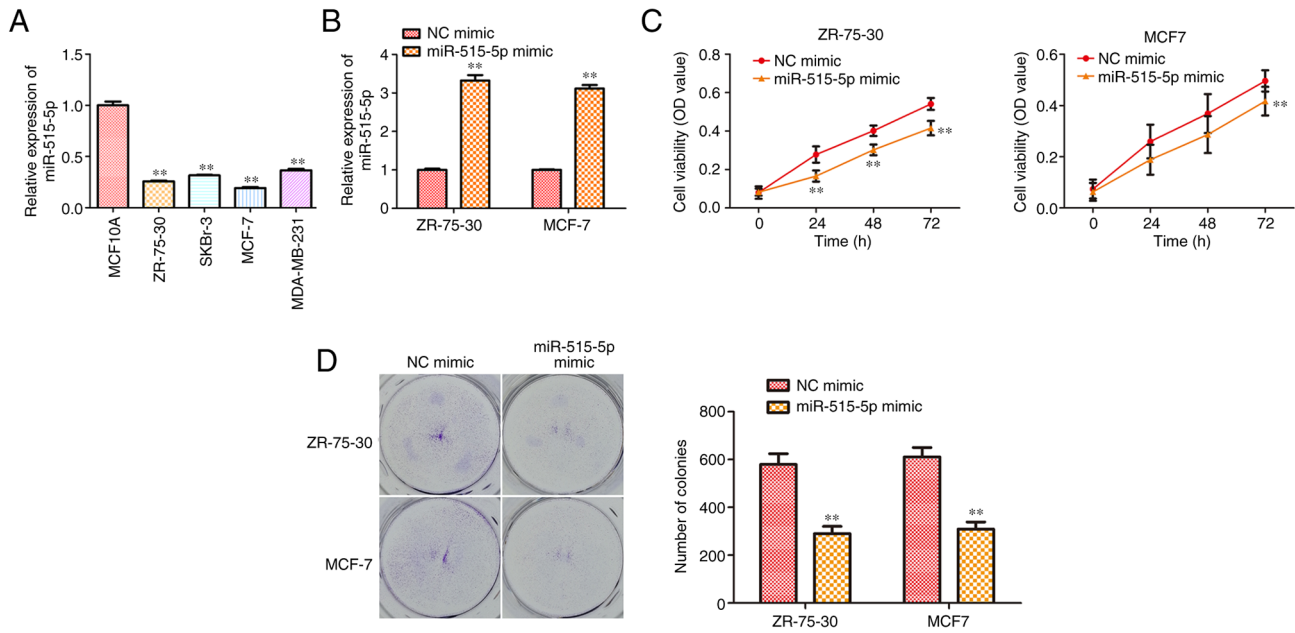 A
Relative expression of
miR-515-5p
1.5
1.0
0.5
0.0
**
**
**
**
MCF10A
ZR-75-30
SKBr-3
MCF-7
MDA-MB-231
B
NC mimic
miR-515-5p mimic
Relative expression of
miR-515-5p
4
3
2
1
0
**
**
ZR-75-30
MCF-7
C
ZR-75-30
NC mimic
miR-515-5p mimic
Cell viability (OD value)
0.8
0.6
0.4
0.2
0.0
**
**
**
0
24
48
72
Time (h)
MCF7
NC mimic
miR-515-5p mimic
Cell viability (OD value)
0.6
0.4
0.2
0.0
**
0
24
48
72
Time (h)
D
NC mimic
miR-515-5p
mimic
ZR-75-30
MCF-7
NC mimic
miR-515-5p mimic
Number of colonies
800
600
400
200
0
**
**
ZR-75-30
MCF7